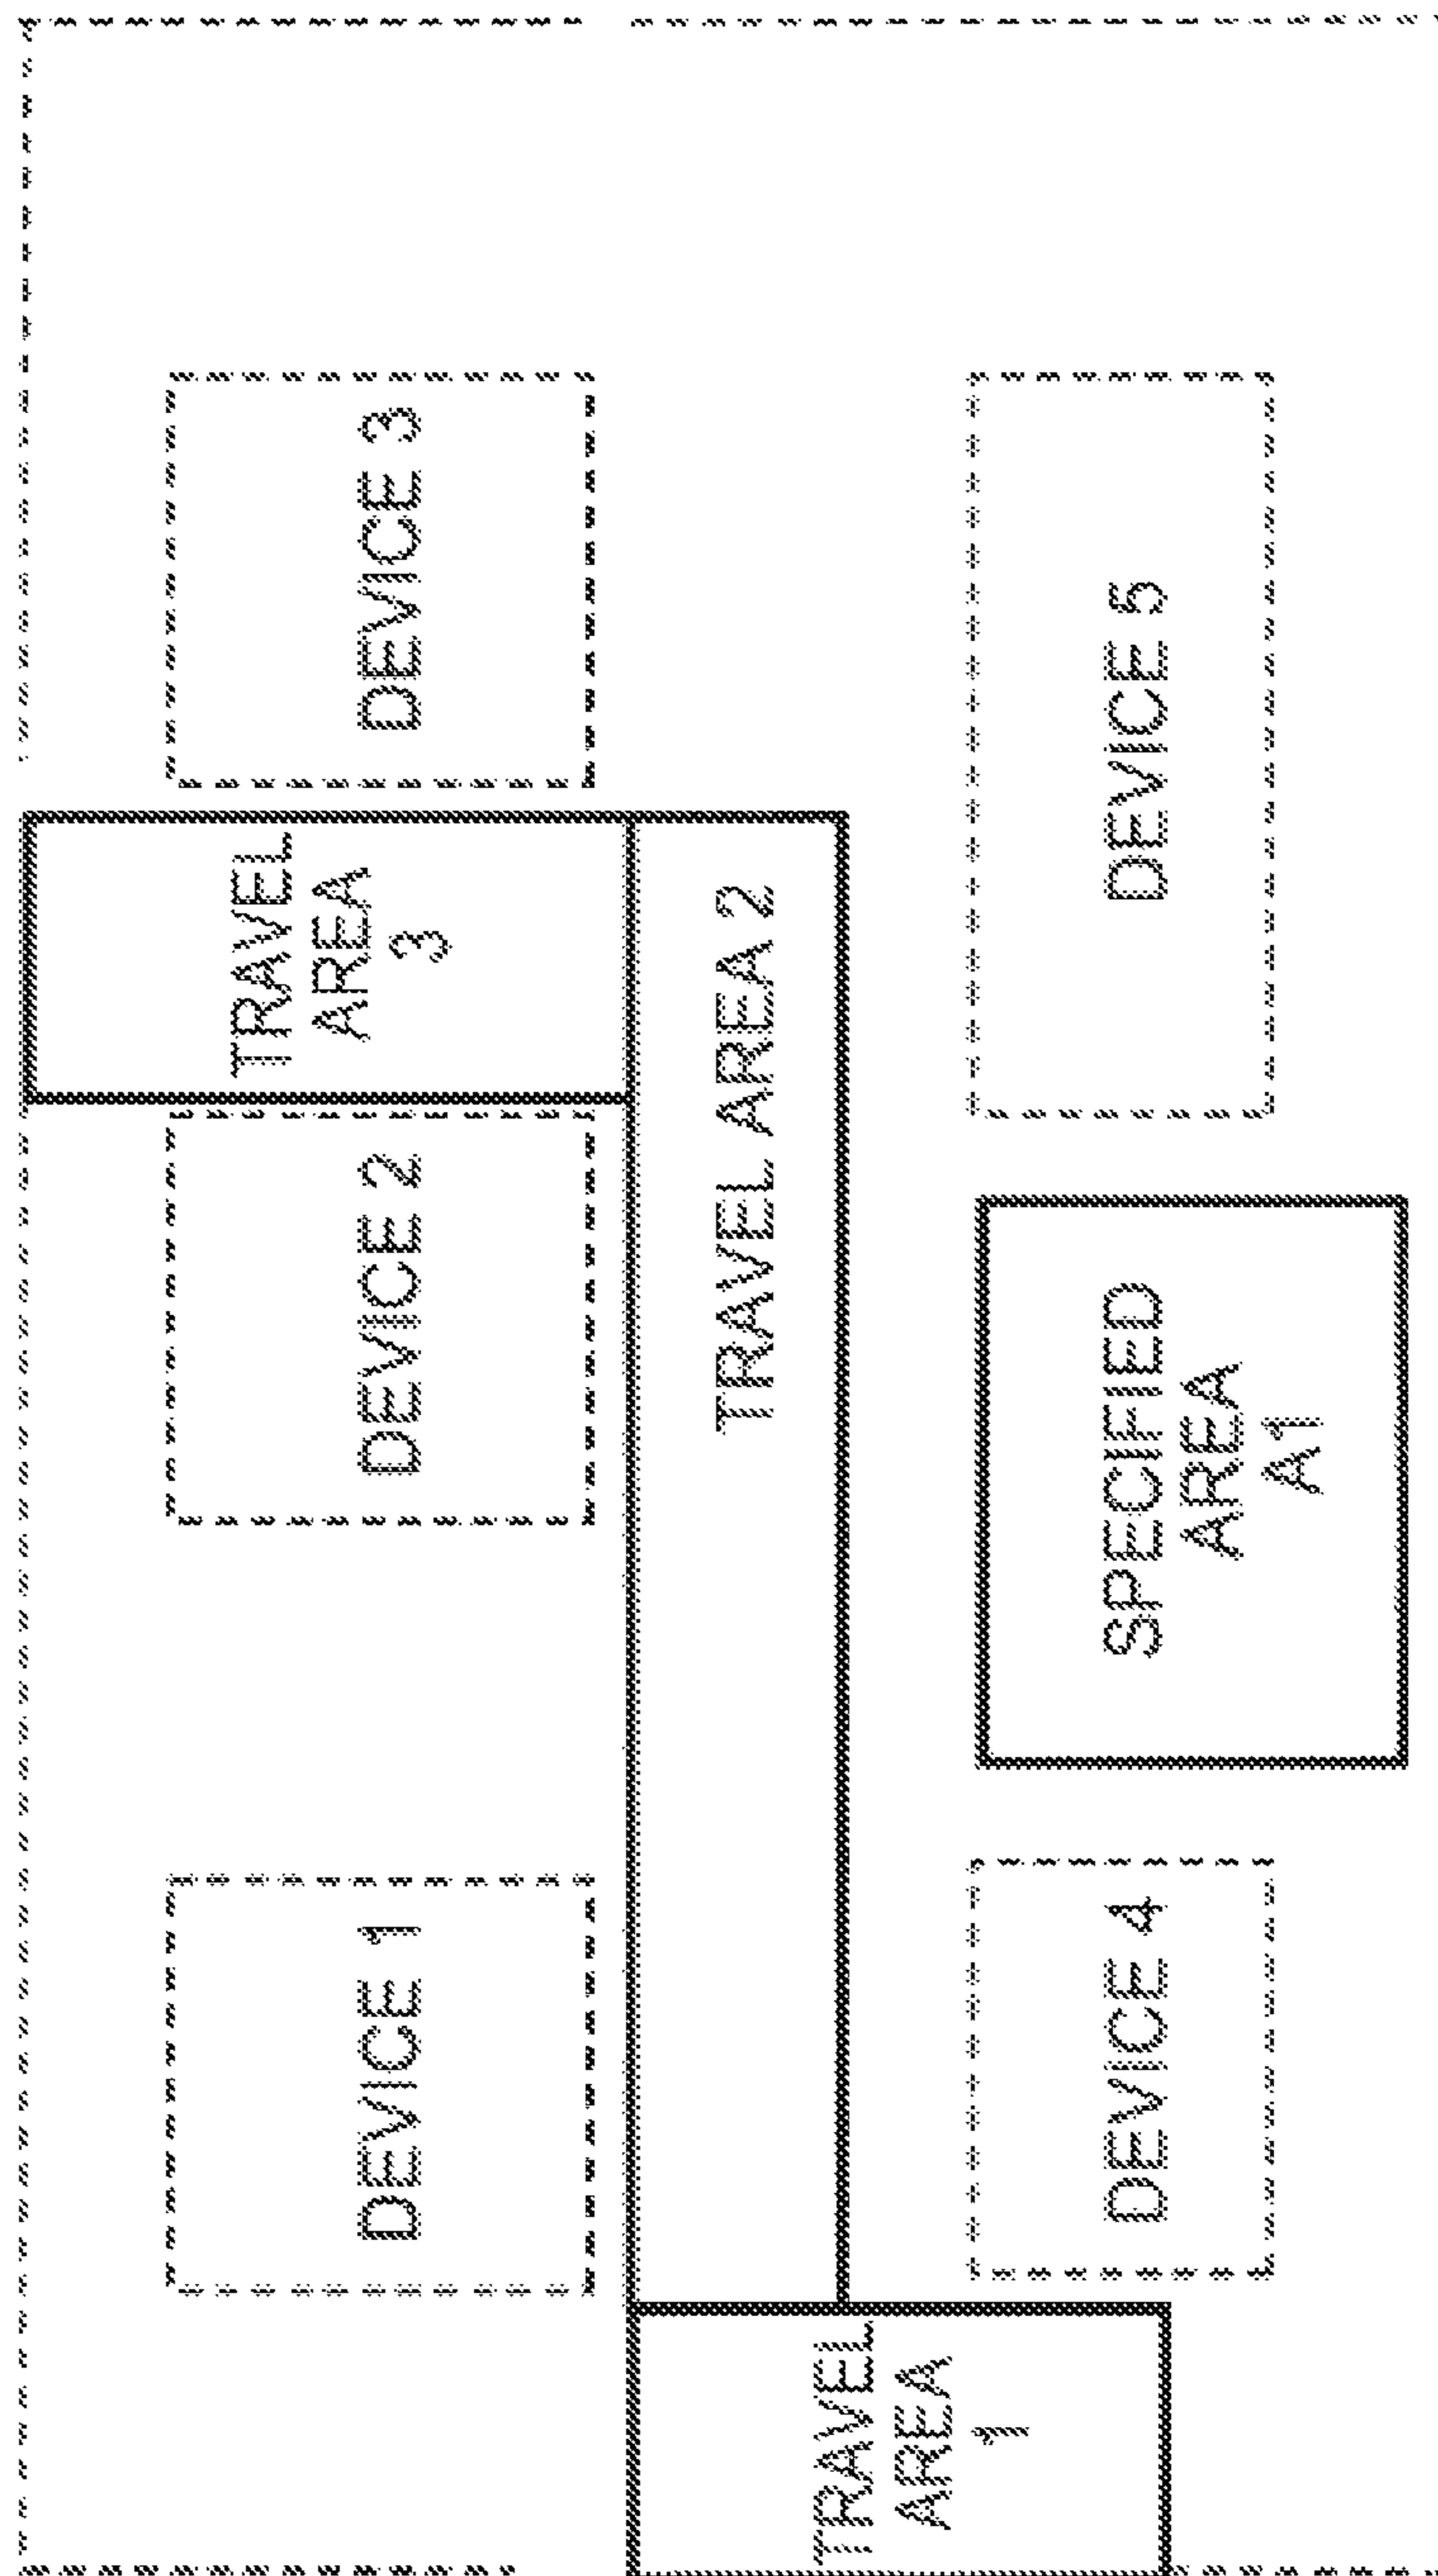 DEVICE 1
DEVICE 2
TRAVEL
AREA
3
DEVICE 3
TRAVEL
AREA
1
TRAVEL AREA 2
DEVICE 4
SPECIFIED
AREA
A1
DEVICE 5